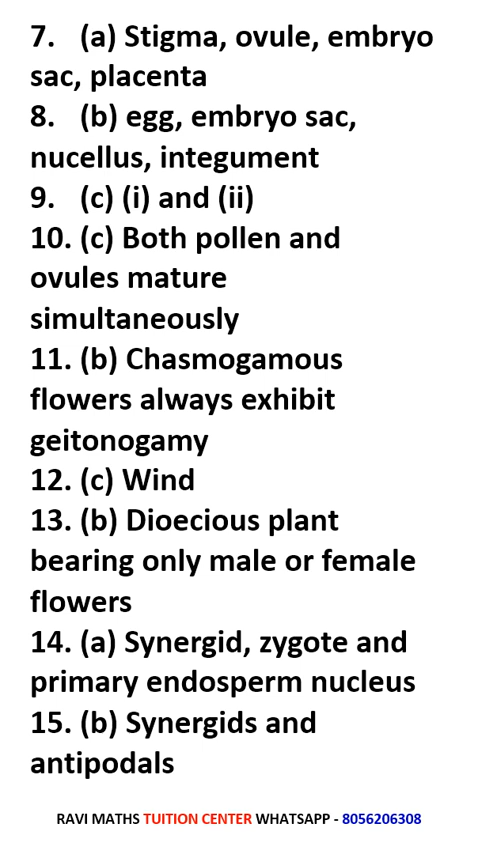 7. (a) Stigma, ovule, embryo
sac, placenta
8. (b) egg, embryo sac,
nucellus, integument
9. (c) (i) and (ii)
10. (c) Both pollen and
ovules mature
simultaneously
11. (b) Chasmogamous
flowers always exhibit
geitonogamy
12. (c) Wind
13. (b) Dioecious plant
bearing only male or female
flowers
14. (a) Synergid, zygote and
primary endosperm nucleus
15. (b) Synergids and
antipodals
RAVI MATHS TUITION CENTER WHATSAPP - 8056206308